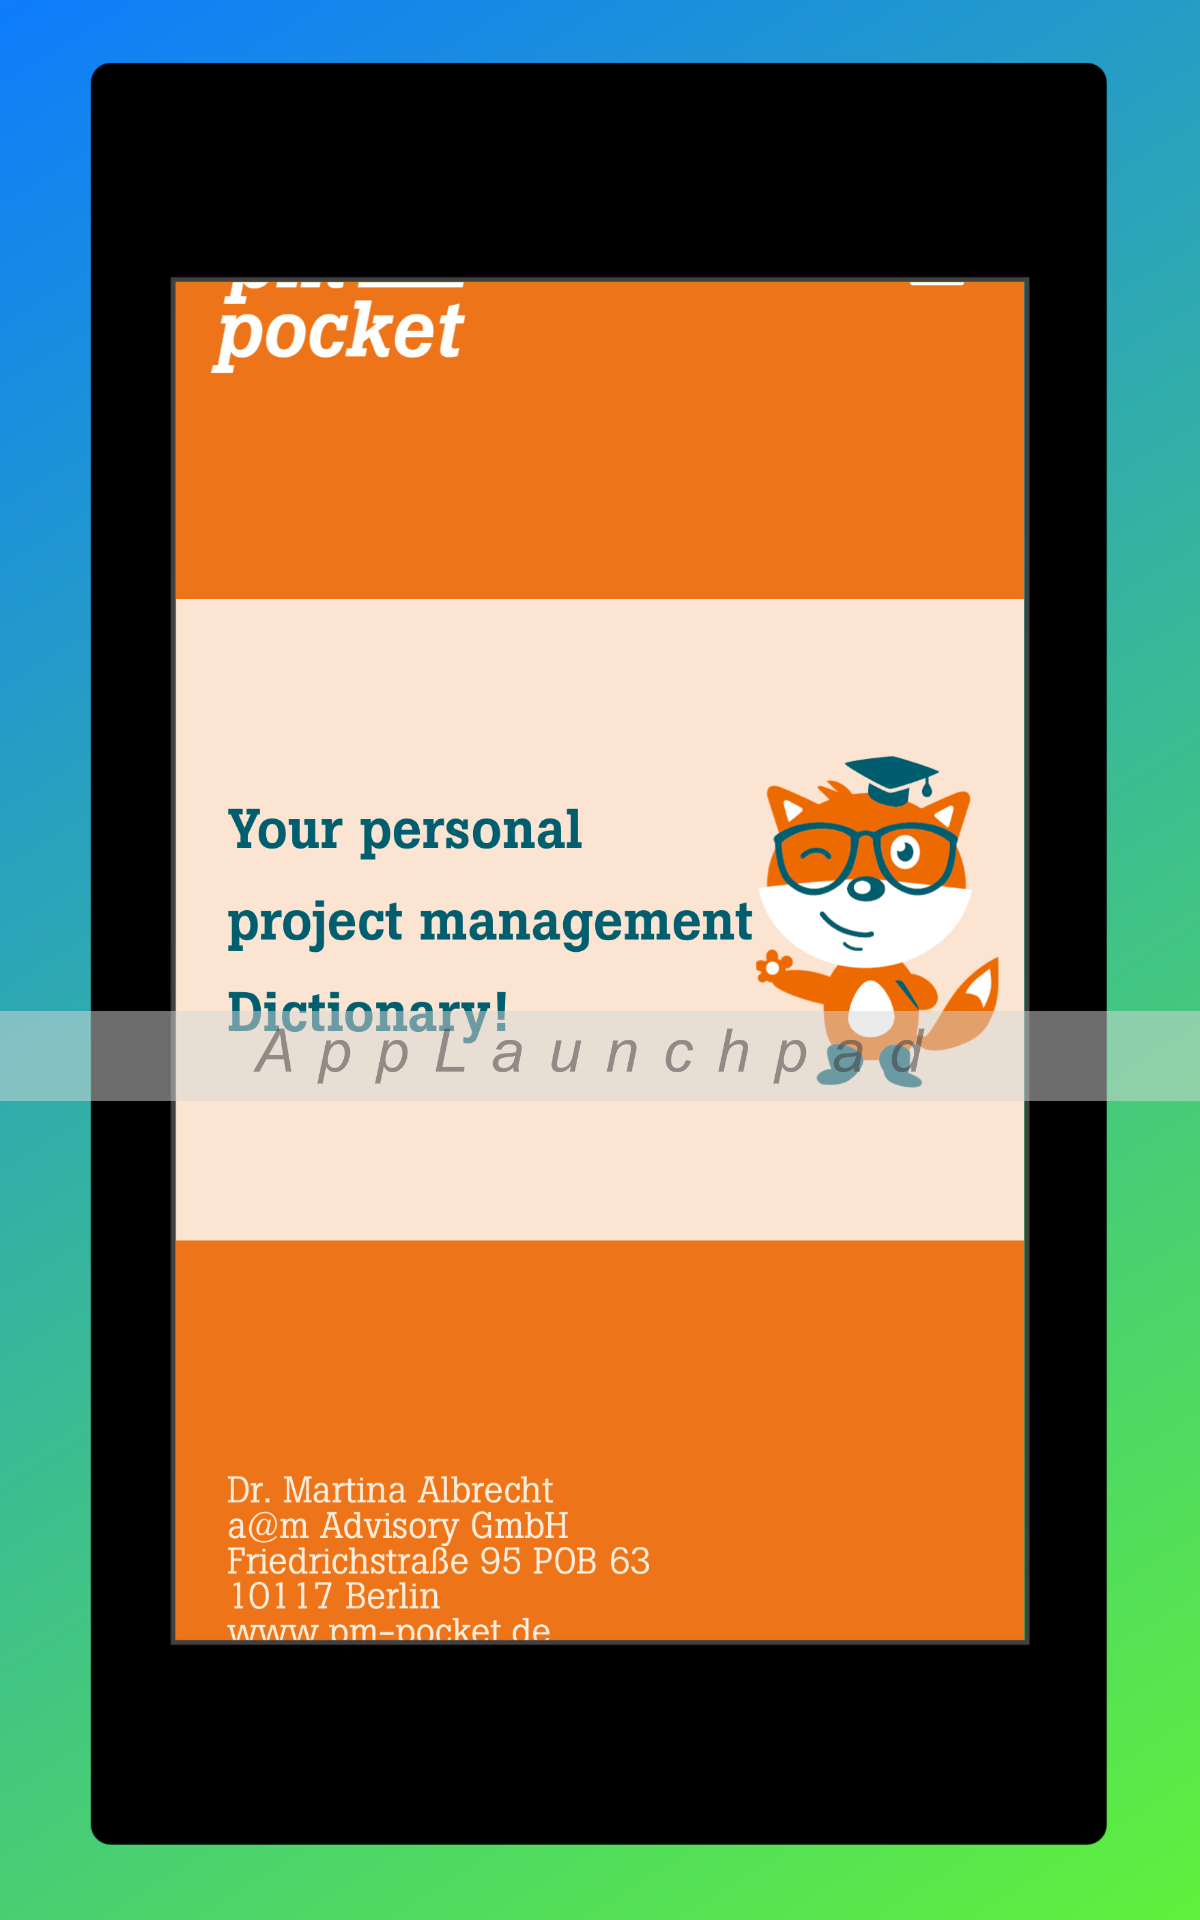 pm
pocket
Your personal
project management
Dictionary!
AppLaunchpad
Dr. Martina Albrecht
a@m Advisory GmbH
Friedrichstraße 95 POB 63
10117 Berlin
www.pm-pocket.de